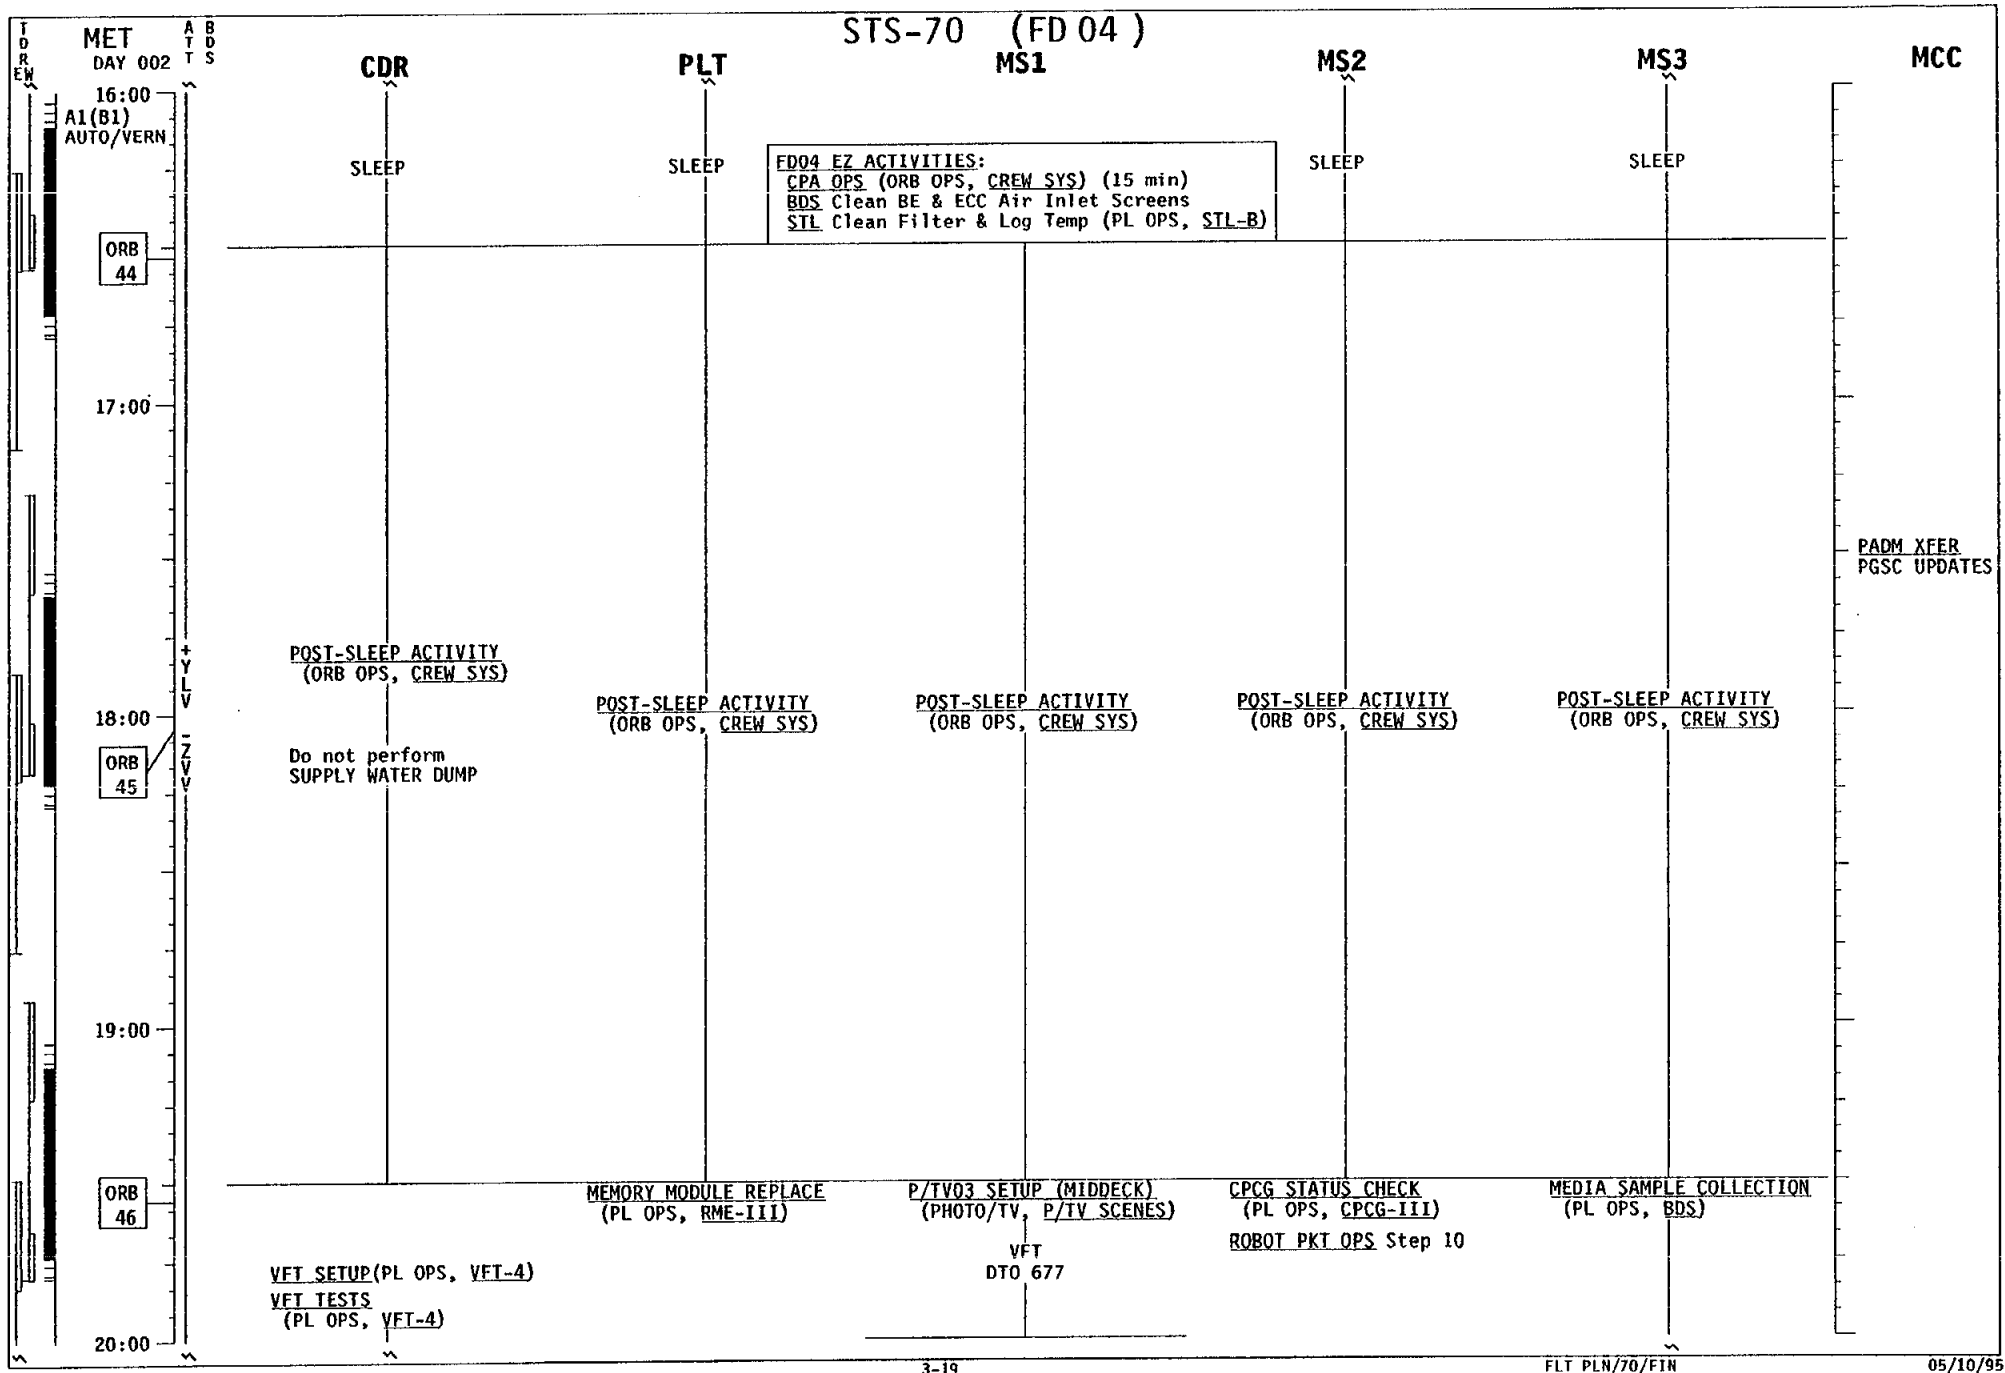 STS-70 (FD 04 )
TDRE W
MET
DAY 002
ATT
BDS
CDR
PLT
MS1
MS2
MS3
MCC
16:00
A1(B1)
AUTO/VERN
SLEEP
SLEEP
SLEEP
SLEEP
FD04 EZ ACTIVITIES:
CPA OPS (ORB OPS, CREW SYS) (15 min)
BDS Clean BE & ECC Air Inlet Screens
STL Clean Filter & Log Temp (PL OPS, STL-B)
ORB
44
17:00
PADM XFER
PGSC UPDATES
+YLV
POST-SLEEP ACTIVITY
(ORB OPS, CREW SYS)
POST-SLEEP ACTIVITY
(ORB OPS, CREW SYS)
POST-SLEEP ACTIVITY
(ORB OPS, CREW SYS)
POST-SLEEP ACTIVITY
(ORB OPS, CREW SYS)
POST-SLEEP ACTIVITY
(ORB OPS, CREW SYS)
18:00
-ZVV
ORB
45
Do not perform
SUPPLY WATER DUMP
19:00
ORB
46
MEMORY MODULE REPLACE
(PL OPS, RME-III)
P/TV03 SETUP (MIDDECK)
(PHOTO/TV, P/TV SCENES)
CPCG STATUS CHECK
(PL OPS, CPCG-III)
ROBOT PKT OPS Step 10
MEDIA SAMPLE COLLECTION
(PL OPS, BDS)
VFT
DTO 677
VFT SETUP(PL OPS, VFT-4)
VFT TESTS
(PL OPS, VFT-4)
20:00
3-19
FLT PLN/70/FIN
05/10/95